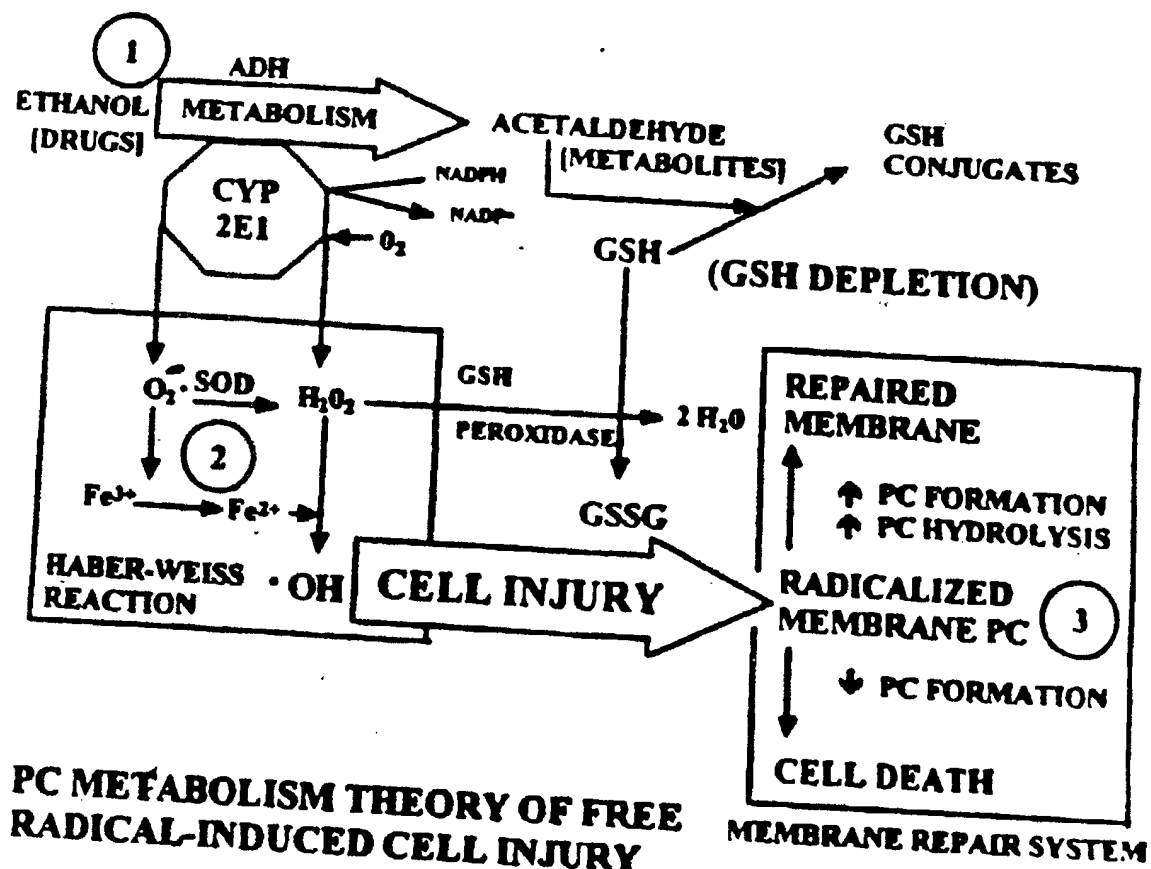 1
ADH
ETHANOL
[DRUGS]
METABOLISM
ACETALDEHYDE
[METABOLITES]
GSH
CONJUGATES
CYP
2E1
NADPH
NADP
O₂
GSH
(GSH DEPLETION)
O₂⁻·
SOD
H₂O₂
GSH
PEROXIDASE
2 H₂O
2
Fe³⁺
Fe²⁺
GSSG
HABER-WEISS
REACTION
·OH
CELL INJURY
REPAIRED
MEMBRANE
↑ PC FORMATION
↑ PC HYDROLYSIS
RADICALIZED
MEMBRANE PC
3
↓ PC FORMATION
CELL DEATH
MEMBRANE REPAIR SYSTEM
PC METABOLISM THEORY OF FREE
RADICAL-INDUCED CELL INJURY